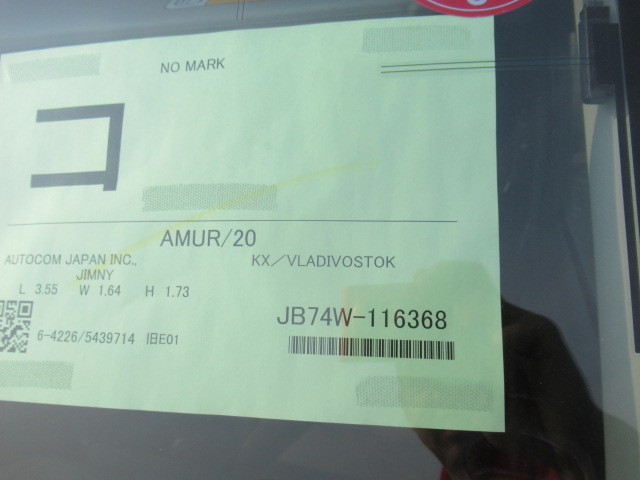 NO MARK
コ
AMUR/20
AUTOCOM JAPAN INC., KX/VLADIVOSTOK
JIMNY
L 3.55 W 1.64 H 1.73
JB74W-116368
6-4226/5439714 旧E01